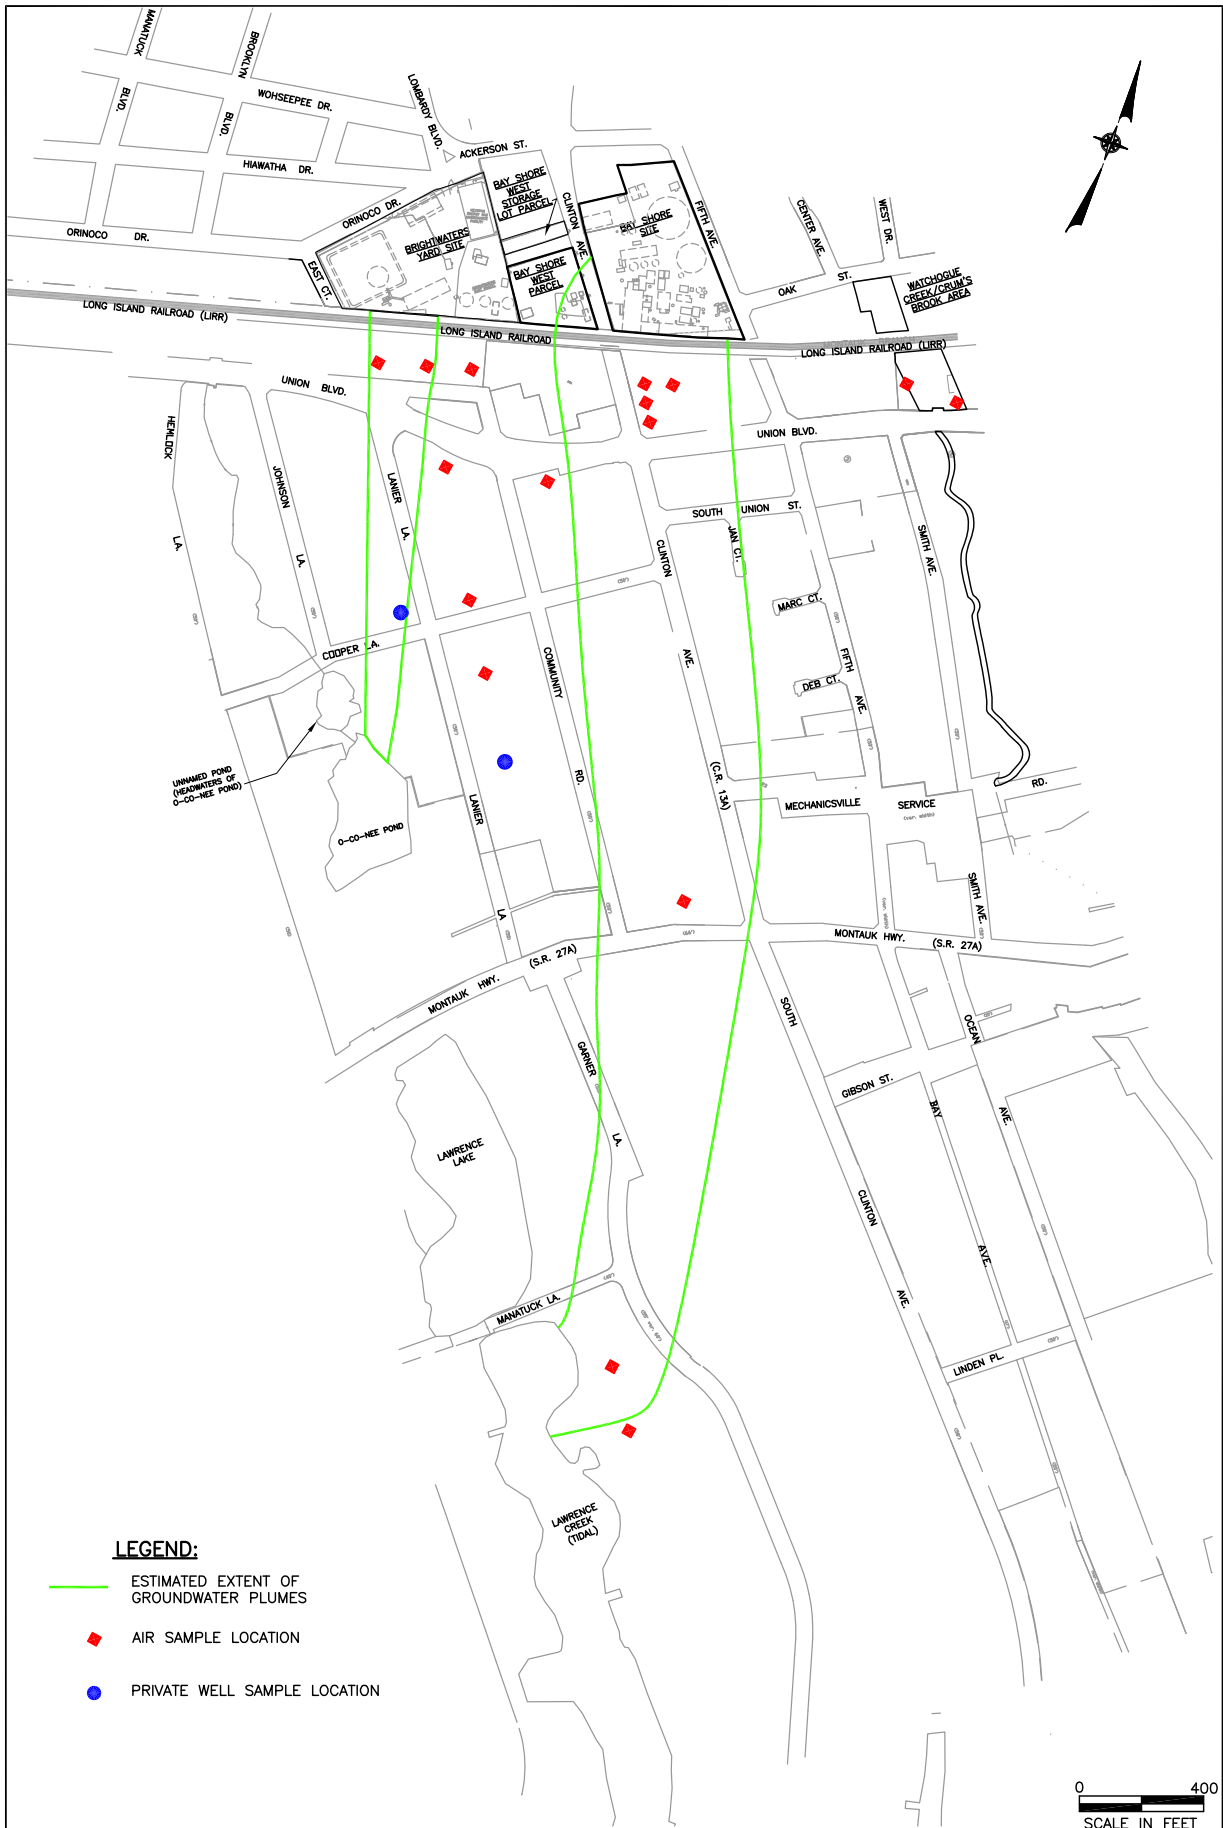 MANATUCK
BLVD.
BROOKLYN
BLVD.
WOHSEEPEE DR.
HIAWATHA DR.
LOMBARDY BLVD.
ACKERSON ST.
ORINOCO DR.
ORINOCO DR.
EAST CT.
BRIGHTWATERS
YARD SITE
BAY SHORE
WEST
STORAGE
LOT PARCEL
BAY SHORE
WEST
PARCEL
CLINTON AVE.
BAY SHORE
SITE
FIFTH AVE.
CENTER AVE.
WEST DR.
OAK ST.
WATCHOGUE
CREEK/CRUM'S
BROOK AREA
LONG ISLAND RAILROAD (LIRR)
LONG ISLAND RAILROAD
LONG ISLAND RAILROAD (LIRR)
UNION BLVD.
UNION BLVD.
HEMLOCK
LA.
JOHNSON
LA.
LANIER
LA.
SOUTH UNION ST.
JAN CT.
CLINTON
AVE.
(C.R. 13A)
SMITH AVE.
MARC CT.
DEB CT.
FIFTH
AVE.
COOPER LA.
COMMUNITY
RD.
UNNAMED POND
(HEADWATERS OF
O-CO-NEE POND)
O-CO-NEE POND
LANIER
LA
MECHANICSVILLE SERVICE RD.
SMITH AVE.
MONTAUK HWY. (S.R. 27A)
MONTAUK HWY. (S.R. 27A)
GARNER
LA.
SOUTH
CLINTON
AVE.
OCEAN
AVE.
GIBSON ST.
BAY
AVE.
LAWRENCE
LAKE
MANATUCK LA.
LINDEN PL.
LAWRENCE
CREEK
(TIDAL)
LEGEND:
ESTIMATED EXTENT OF
GROUNDWATER PLUMES
AIR SAMPLE LOCATION
PRIVATE WELL SAMPLE LOCATION
0 400
SCALE IN FEET